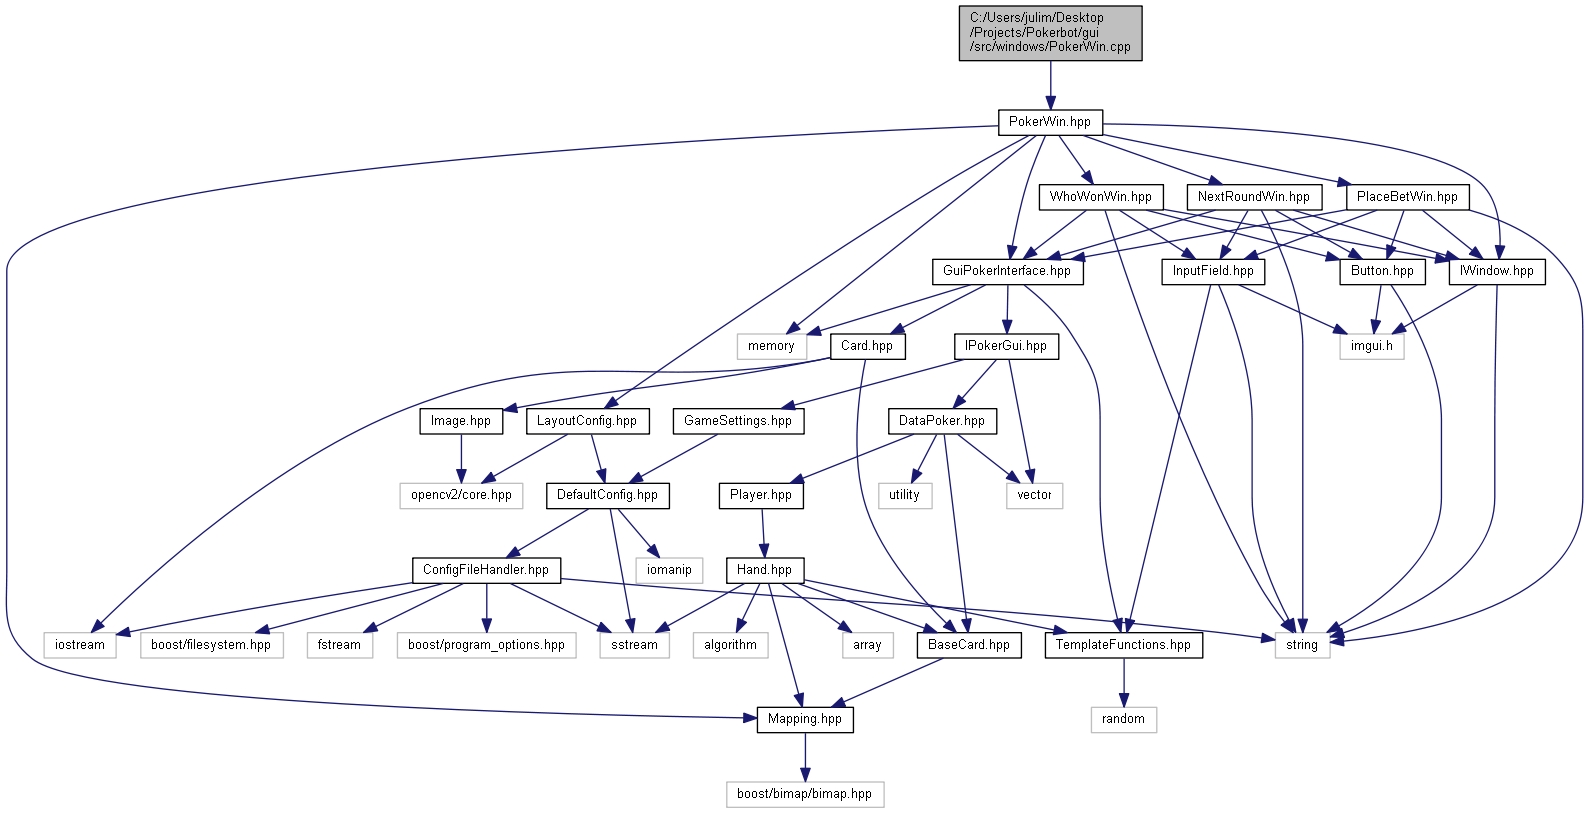 C:/Users/julim/Desktop
/Projects/Pokerbot/gui
/src/windows/PokerWin.cpp
PokerWin.hpp
WhoWonWin.hpp
NextRoundWin.hpp
PlaceBetWin.hpp
GuiPokerInterface.hpp
InputField.hpp
Button.hpp
IWindow.hpp
memory
Card.hpp
IPokerGui.hpp
imgui.h
Image.hpp
LayoutConfig.hpp
GameSettings.hpp
DataPoker.hpp
opencv2/core.hpp
DefaultConfig.hpp
Player.hpp
utility
vector
ConfigFileHandler.hpp
iomanip
Hand.hpp
iostream
boost/filesystem.hpp
fstream
boost/program_options.hpp
sstream
algorithm
array
BaseCard.hpp
TemplateFunctions.hpp
string
Mapping.hpp
random
boost/bimap/bimap.hpp